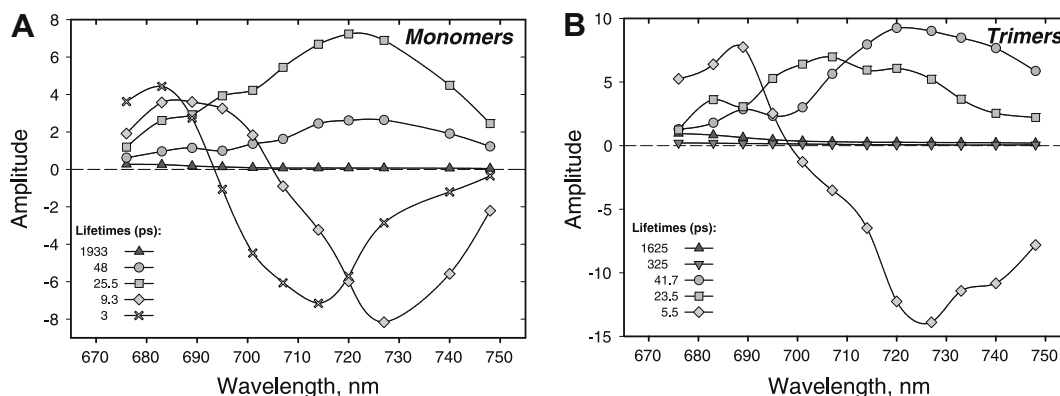 A
Monomers
8
6
4
2
0
-2
-4
-6
-8
Amplitude
Lifetimes (ps):
1933
48
25.5
9.3
3
670 680 690 700 710 720 730 740 750
Wavelength, nm
B
Trimers
10
5
0
-5
-10
-15
Amplitude
Lifetimes (ps):
1625
325
41.7
23.5
5.5
670 680 690 700 710 720 730 740 750
Wavelength, nm